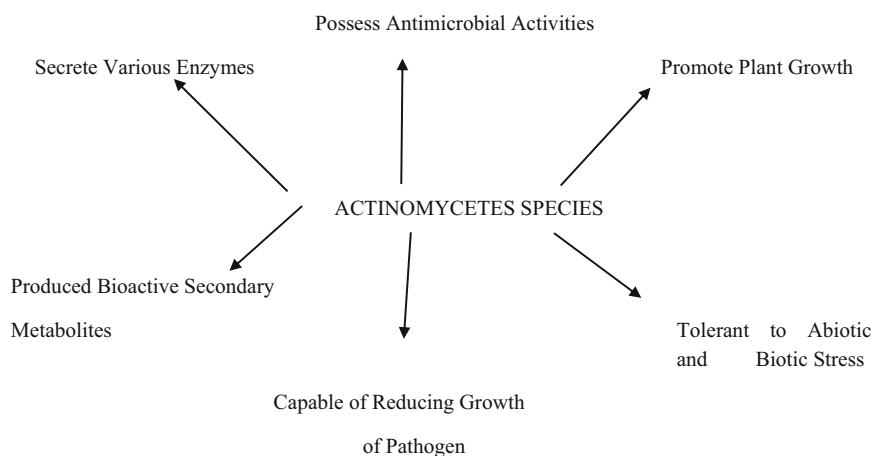 Possess Antimicrobial Activities
Secrete Various Enzymes
Promote Plant Growth
ACTINOMYCETES SPECIES
Produced Bioactive Secondary
Metabolites
Tolerant to Abiotic
and Biotic Stress
Capable of Reducing Growth
of Pathogen